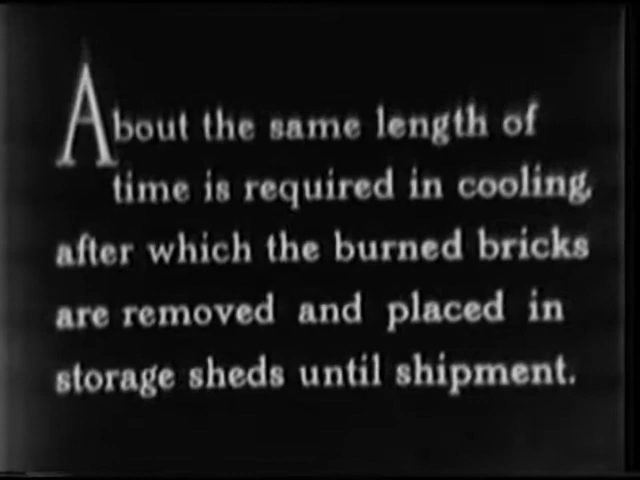 About the same length of
time is required in cooling,
after which the burned bricks
are removed and placed in
storage sheds until shipment.